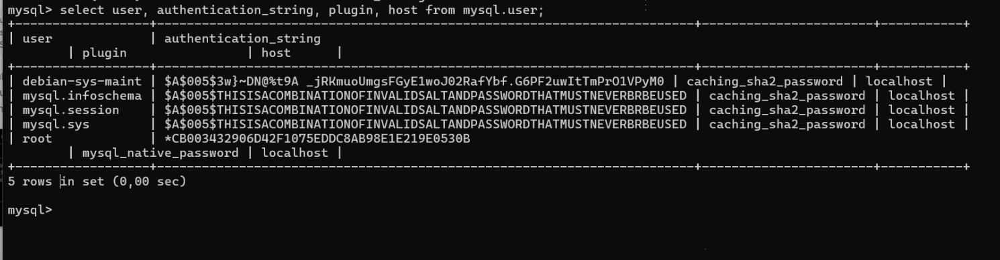 mysql> select user, authentication_string, plugin, host from mysql.user;
+------------------+------------------------------------------------------------------------+-----------------------+-----------+
| user             | authentication_string
        | plugin                | host      |
+------------------+------------------------------------------------------------------------+-----------------------+-----------+
| debian-sys-maint | $A$005$3w}~DN@%t9A _jRKmuoUmgsFGyE1woJ02RafYbf.G6PF2uwItTmPrO1VPyM0 | caching_sha2_password | localhost |
| mysql.infoschema | $A$005$THISISACOMBINATIONOFINVALIDSALTANDPASSWORDTHATMUSTNEVERBRBEUSED | caching_sha2_password | localhost |
| mysql.session    | $A$005$THISISACOMBINATIONOFINVALIDSALTANDPASSWORDTHATMUSTNEVERBRBEUSED | caching_sha2_password | localhost |
| mysql.sys        | $A$005$THISISACOMBINATIONOFINVALIDSALTANDPASSWORDTHATMUSTNEVERBRBEUSED | caching_sha2_password | localhost |
| root             | *CB003432906D42F1075EDDC8AB98E1E219E0530B
        | mysql_native_password | localhost |
+------------------+------------------------------------------------------------------------+-----------------------+-----------+
5 rows in set (0,00 sec)
mysql>